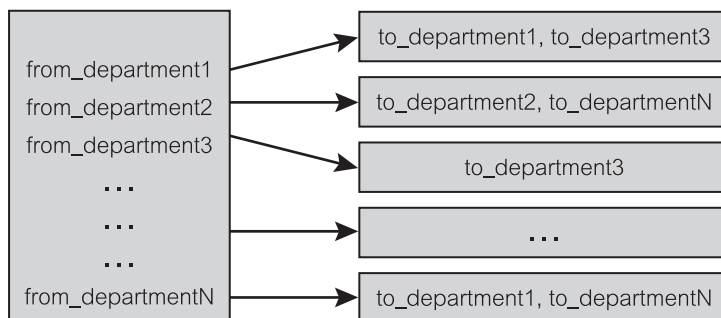 from_department1
from_department2
from_department3
...
...
...
from_departmentN
to_department1, to_department3
to_department2, to_departmentN
to_department3
...
to_department1, to_departmentN